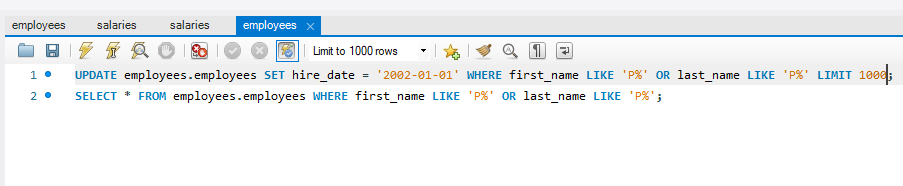 employees salaries salaries employees
Limit to 1000 rows
1 UPDATE employees.employees SET hire_date = '2002-01-01' WHERE first_name LIKE 'P%' OR last_name LIKE 'P%' LIMIT 1000;
2 SELECT * FROM employees.employees WHERE first_name LIKE 'P%' OR last_name LIKE 'P%';